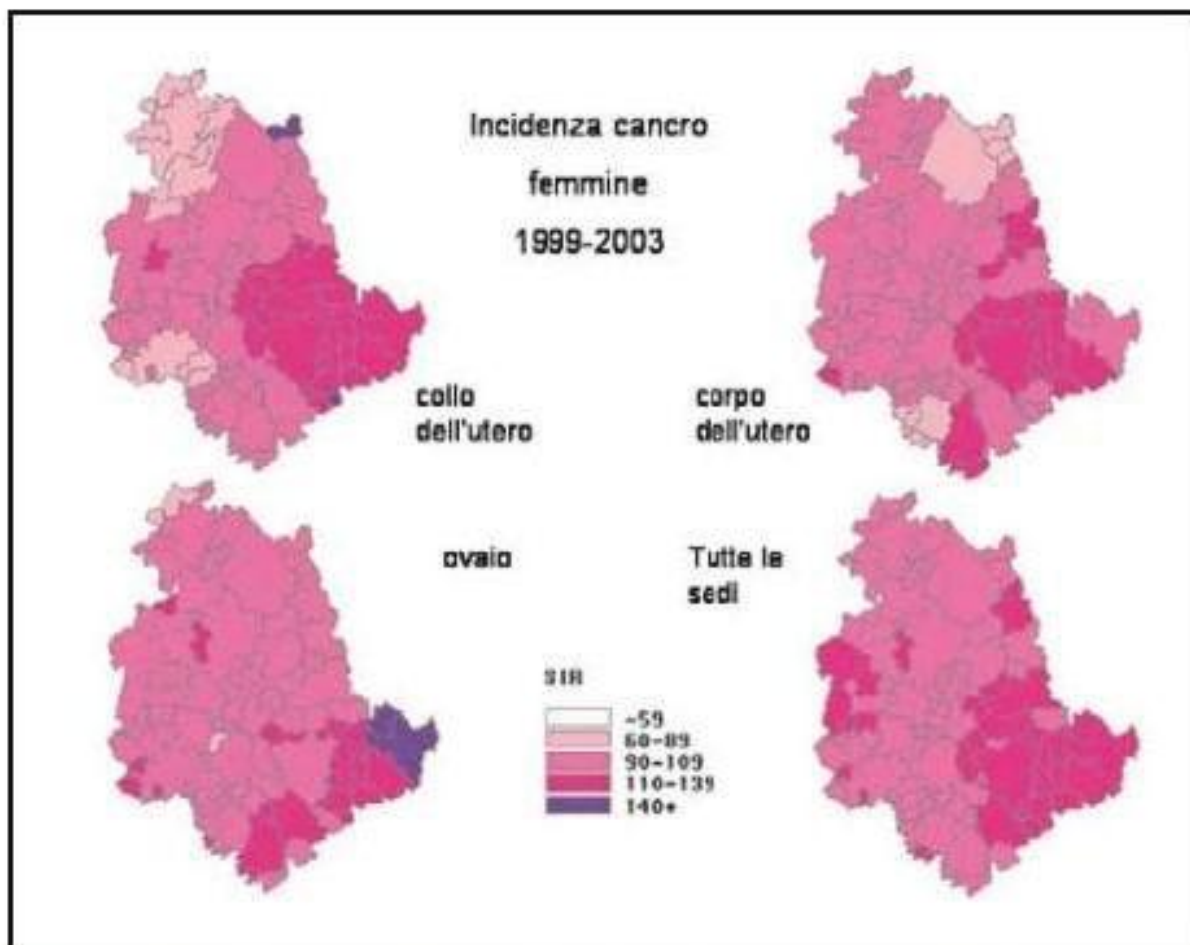 Incidenza cancro
femmine
1999-2003
collo
dell'utero
corpo
dell'utero
ovaio
Tutte le
sedi
SIR
-59
60-89
90-109
110-139
140+